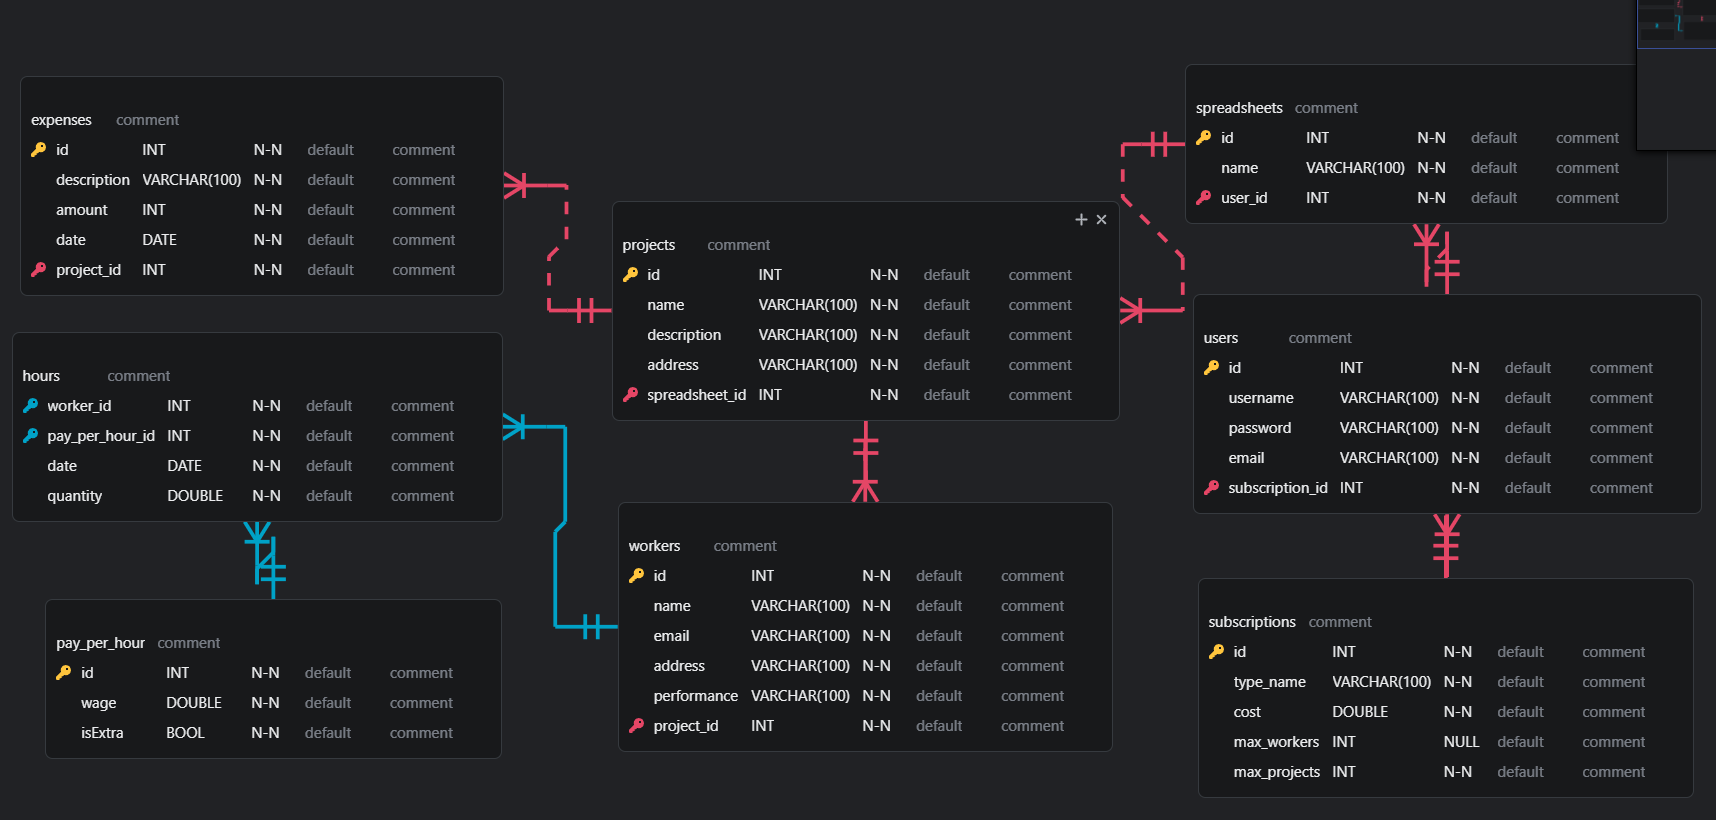 expenses comment
id INT N-N default comment
description VARCHAR(100) N-N default comment
amount INT N-N default comment
date DATE N-N default comment
project_id INT N-N default comment
hours comment
worker_id INT N-N default comment
pay_per_hour_id INT N-N default comment
date DATE N-N default comment
quantity DOUBLE N-N default comment
pay_per_hour comment
id INT N-N default comment
wage DOUBLE N-N default comment
isExtra BOOL N-N default comment
projects comment
id INT N-N default comment
name VARCHAR(100) N-N default comment
description VARCHAR(100) N-N default comment
address VARCHAR(100) N-N default comment
spreadsheet_id INT N-N default comment
workers comment
id INT N-N default comment
name VARCHAR(100) N-N default comment
email VARCHAR(100) N-N default comment
address VARCHAR(100) N-N default comment
performance VARCHAR(100) N-N default comment
project_id INT N-N default comment
spreadsheets comment
id INT N-N default comment
name VARCHAR(100) N-N default comment
user_id INT N-N default comment
users comment
id INT N-N default comment
username VARCHAR(100) N-N default comment
password VARCHAR(100) N-N default comment
email VARCHAR(100) N-N default comment
subscription_id INT N-N default comment
subscriptions comment
id INT N-N default comment
type_name VARCHAR(100) N-N default comment
cost DOUBLE N-N default comment
max_workers INT NULL default comment
max_projects INT N-N default comment